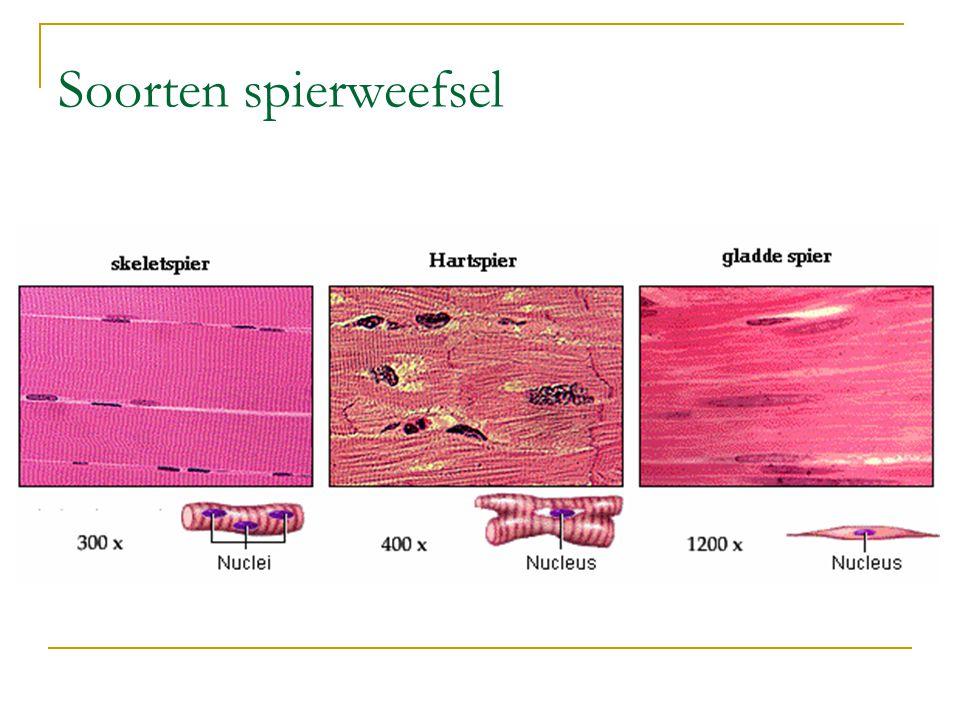 Soorten spierweefsel
skeletspier
Hartspier
gladde spier
300 x
Nuclei
400 x
Nucleus
1200 x
Nucleus